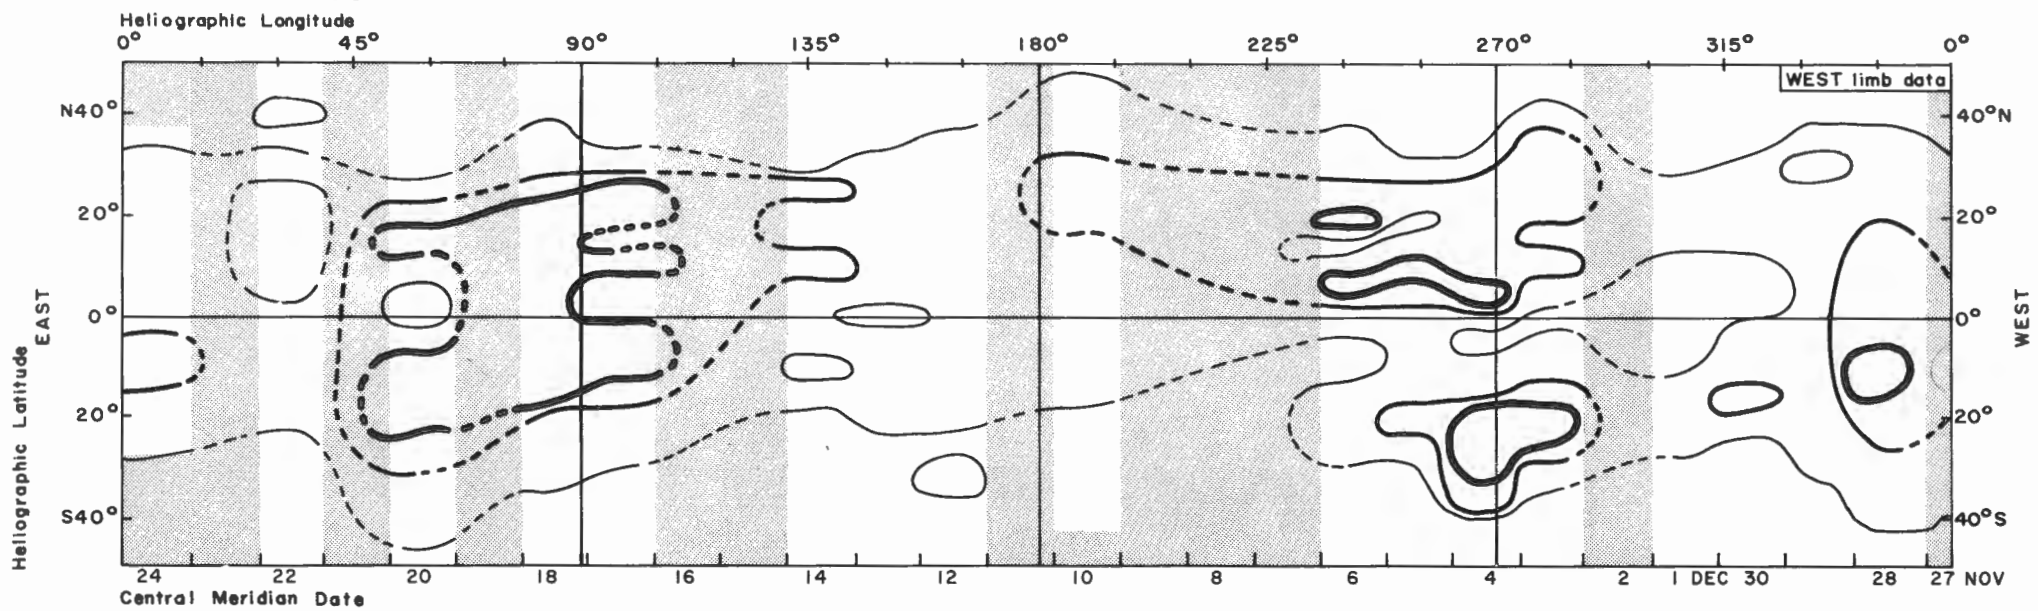 Heliographic Longitude
0° 45° 90° 135° 180° 225° 270° 315° 0°
WEST limb data
N40° 40°N
20° 20°
0° 0°
20° 20°
S40° 40°S
EAST
WEST
Heliographic Latitude
24 22 20 18 16 14 12 10 8 6 4 2 1 DEC 30 28 27 NOV
Central Meridian Date